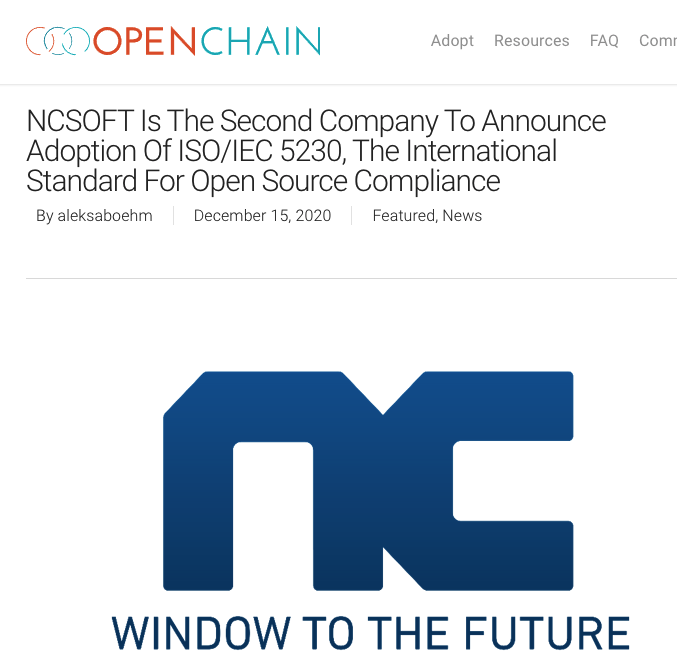 OPENCHAIN
Adopt Resources FAQ
NCSOFT Is The Second Company To Announce
Adoption Of ISO/IEC 5230, The International
Standard For Open Source Compliance
By aleksaboehm December 15, 2020 Featured, News
nc
WINDOW TO THE FUTURE